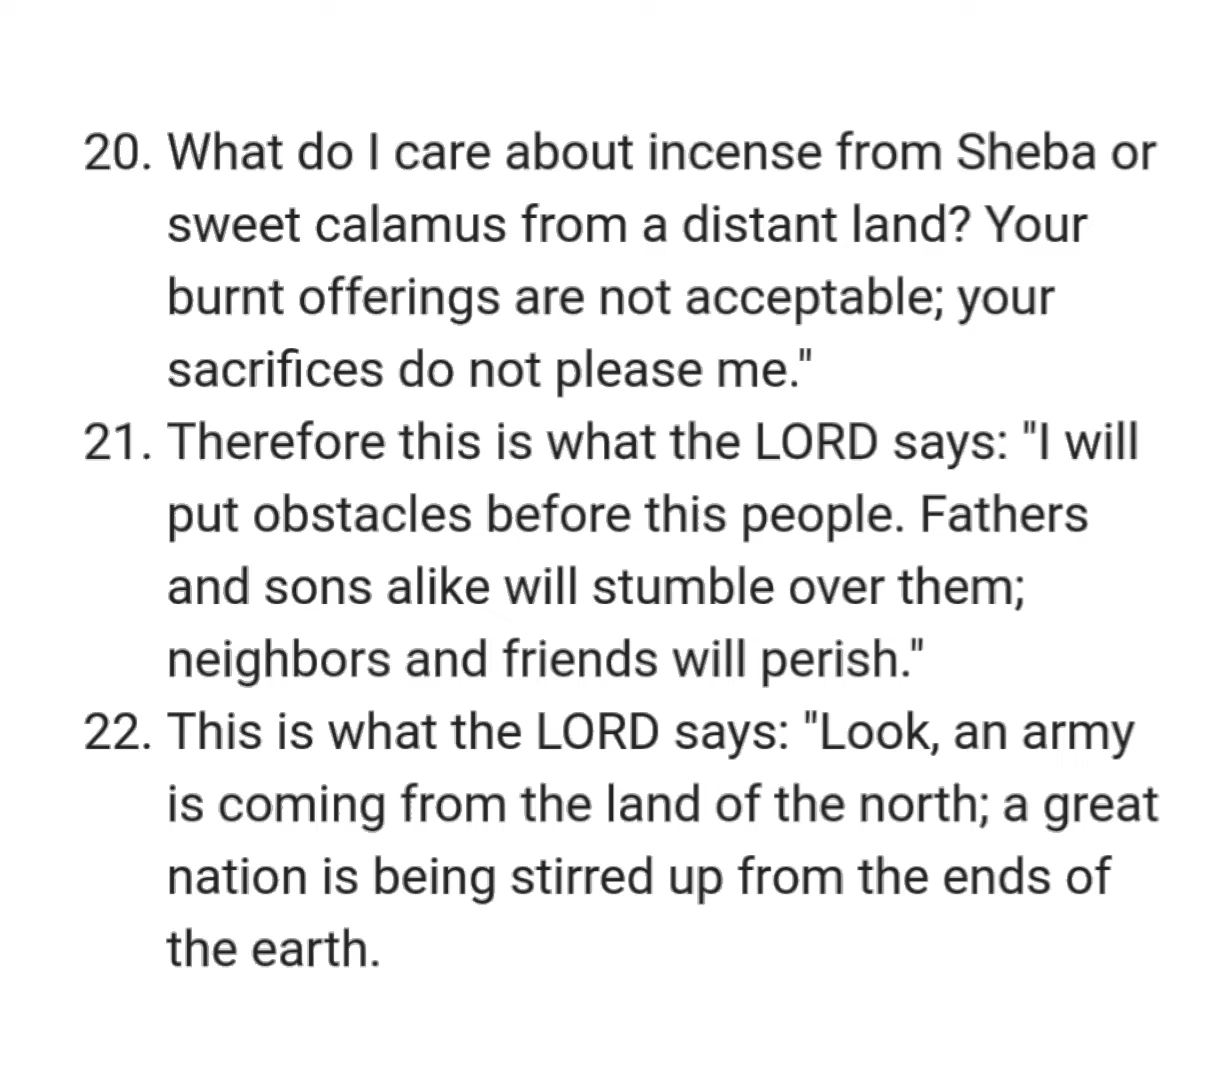 20. What do I care about incense from Sheba or
sweet calamus from a distant land? Your
burnt offerings are not acceptable; your
sacrifices do not please me."
21. Therefore this is what the LORD says: "I will
put obstacles before this people. Fathers
and sons alike will stumble over them;
neighbors and friends will perish."
22. This is what the LORD says: "Look, an army
is coming from the land of the north; a great
nation is being stirred up from the ends of
the earth.